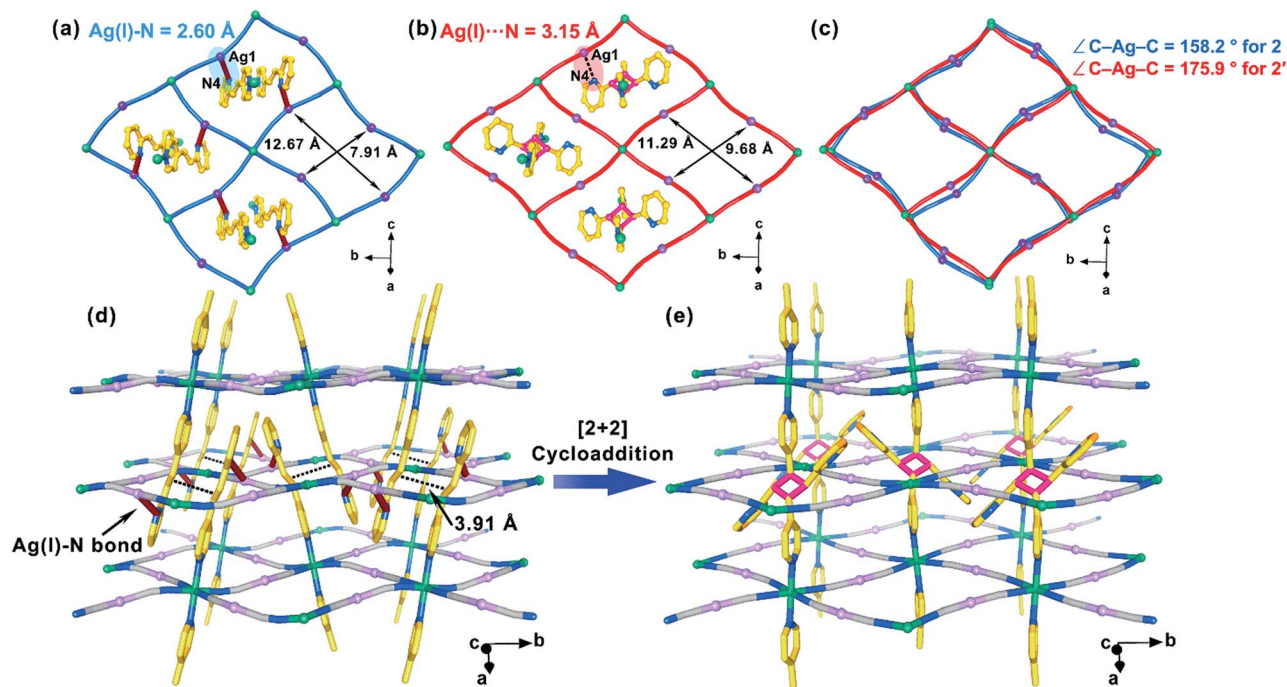 (a) Ag(I)-N = 2.60 Å
Ag1
N4
12.67 Å
7.91 Å
c
b
a
(b) Ag(I)···N = 3.15 Å
Ag1
N4
11.29 Å
9.68 Å
c
b
a
(c)
∠C–Ag–C = 158.2 ° for 2
∠C–Ag–C = 175.9 ° for 2'
c
b
a
(d)
Ag(I)-N bond
3.91 Å
c
b
a
[2+2]
Cycloaddition
(e)
c
b
a